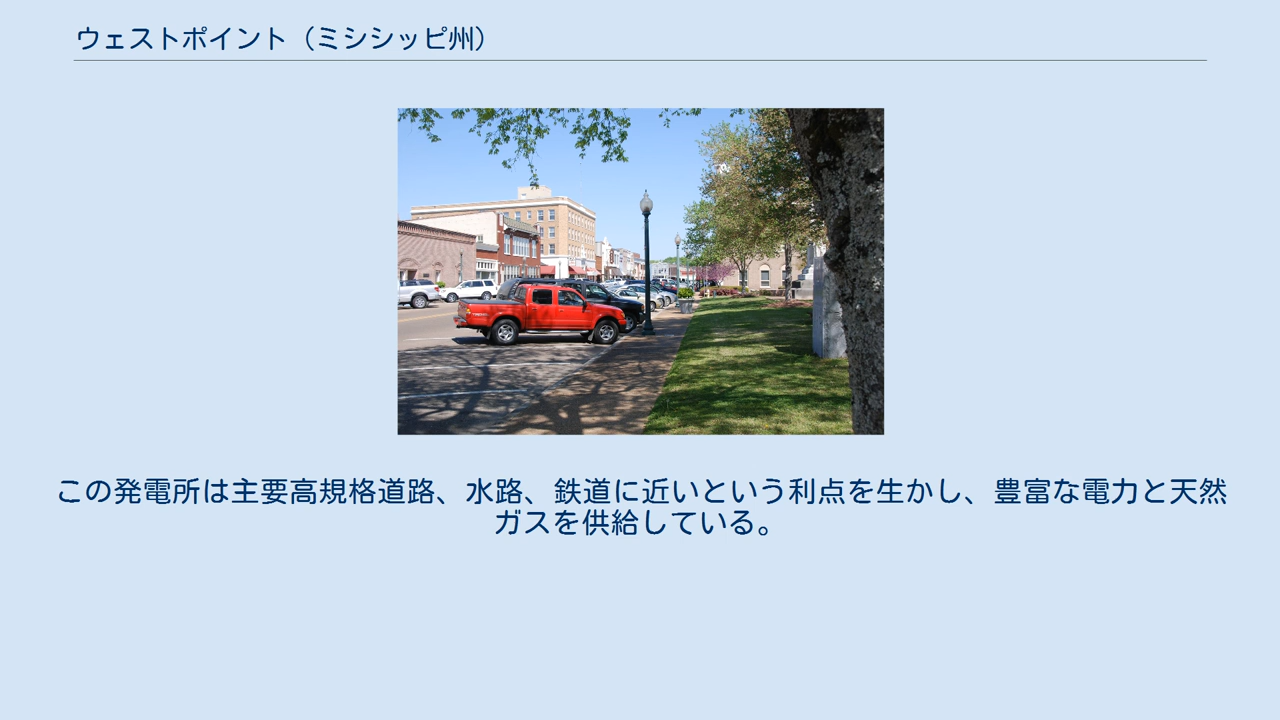 ウェストポイント（ミシシッピ州）
この発電所は主要高規格道路、水路、鉄道に近いという利点を生かし、豊富な電力と天然
ガスを供給している。